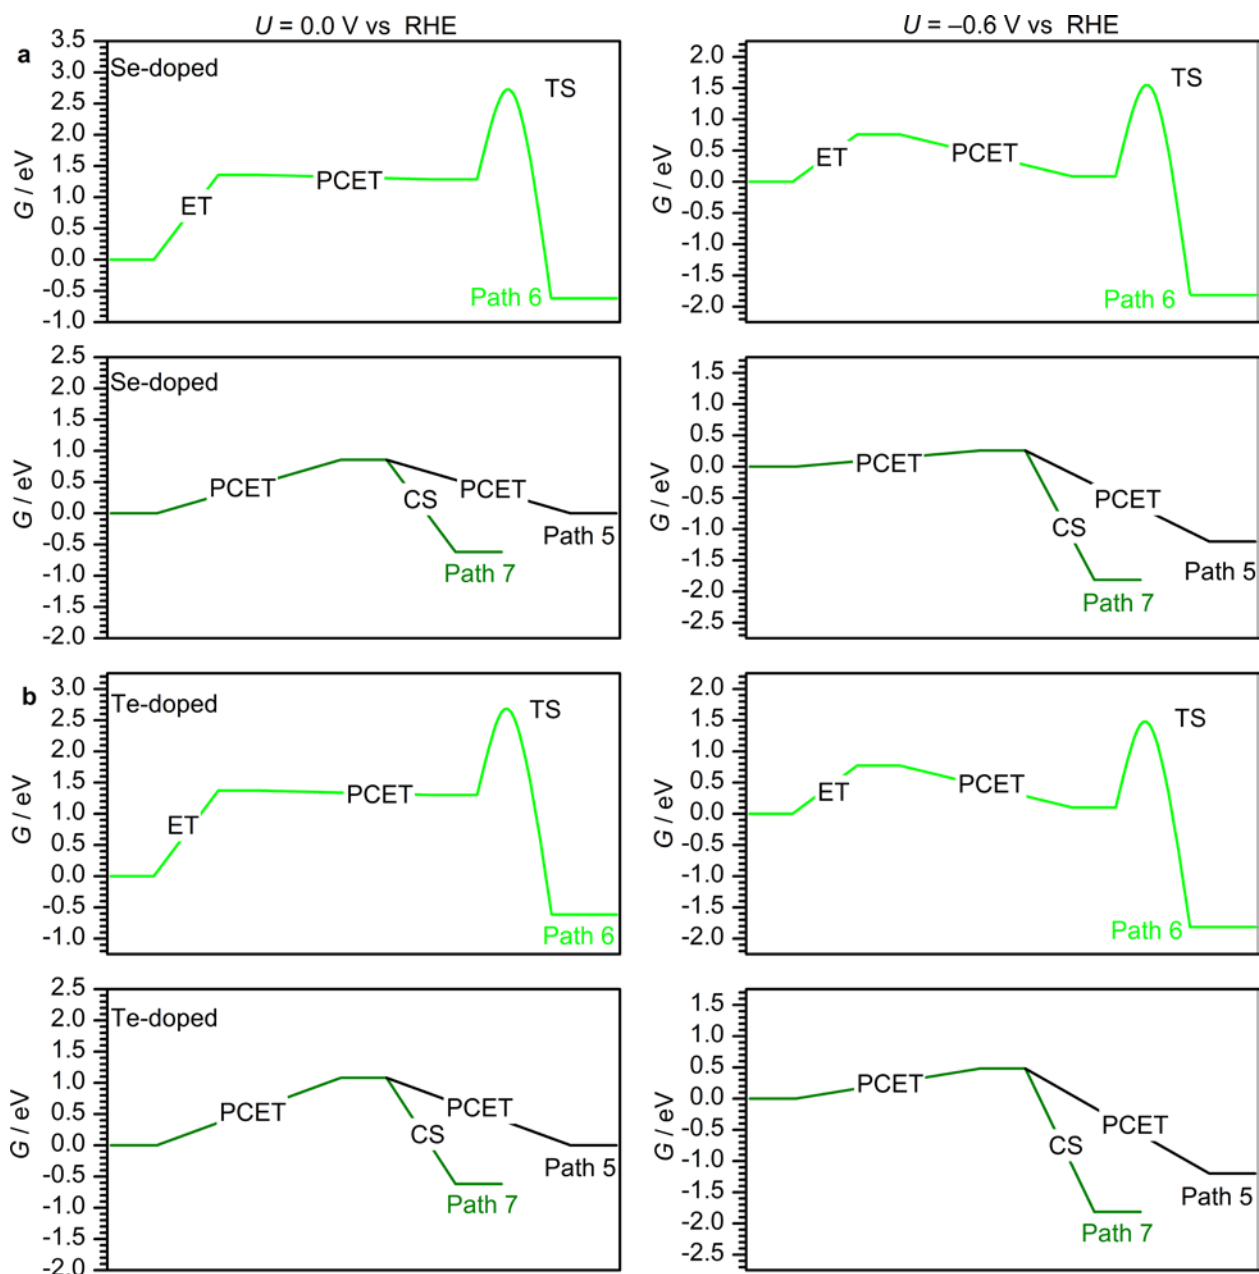 U = 0.0 V vs RHE
U = –0.6 V vs RHE
a
Se-doped
TS
ET
PCET
Path 6
G / eV
3.5
3.0
2.5
2.0
1.5
1.0
0.5
0.0
-0.5
-1.0
TS
ET
PCET
Path 6
G / eV
2.0
1.5
1.0
0.5
0.0
-0.5
-1.0
-1.5
-2.0
Se-doped
PCET
PCET
CS
Path 5
Path 7
G / eV
2.5
2.0
1.5
1.0
0.5
0.0
-0.5
-1.0
-1.5
-2.0
PCET
PCET
CS
Path 5
Path 7
G / eV
1.5
1.0
0.5
0.0
-0.5
-1.0
-1.5
-2.0
-2.5
b
Te-doped
TS
ET
PCET
Path 6
G / eV
3.0
2.5
2.0
1.5
1.0
0.5
0.0
-0.5
-1.0
TS
ET
PCET
Path 6
G / eV
2.0
1.5
1.0
0.5
0.0
-0.5
-1.0
-1.5
-2.0
Te-doped
PCET
PCET
CS
Path 5
Path 7
G / eV
2.5
2.0
1.5
1.0
0.5
0.0
-0.5
-1.0
-1.5
-2.0
PCET
PCET
CS
Path 5
Path 7
G / eV
1.5
1.0
0.5
0.0
-0.5
-1.0
-1.5
-2.0
-2.5